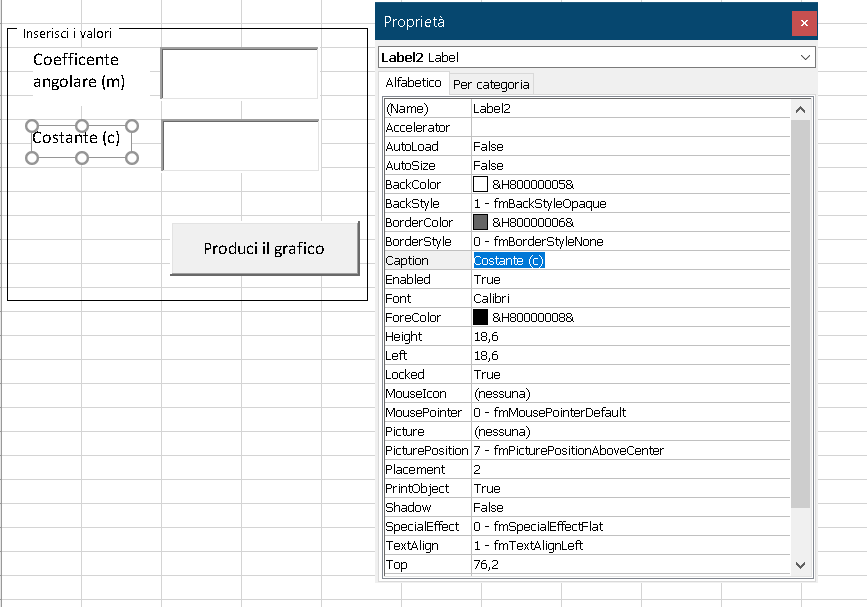 Inserisci i valori
Coefficente
angolare (m)
Costante (c)
Produci il grafico
Proprietà
Label2 Label
Alfabetico Per categoria
(Name) Label2
Accelerator
AutoLoad False
AutoSize False
BackColor &H80000005&
BackStyle 1 - fmBackStyleOpaque
BorderColor &H80000006&
BorderStyle 0 - fmBorderStyleNone
Caption Costante (c)
Enabled True
Font Calibri
ForeColor &H80000008&
Height 18,6
Left 18,6
Locked True
MouseIcon (nessuna)
MousePointer 0 - fmMousePointerDefault
Picture (nessuna)
PicturePosition 7 - fmPicturePositionAboveCenter
Placement 2
PrintObject True
Shadow False
SpecialEffect 0 - fmSpecialEffectFlat
TextAlign 1 - fmTextAlignLeft
Top 76,2